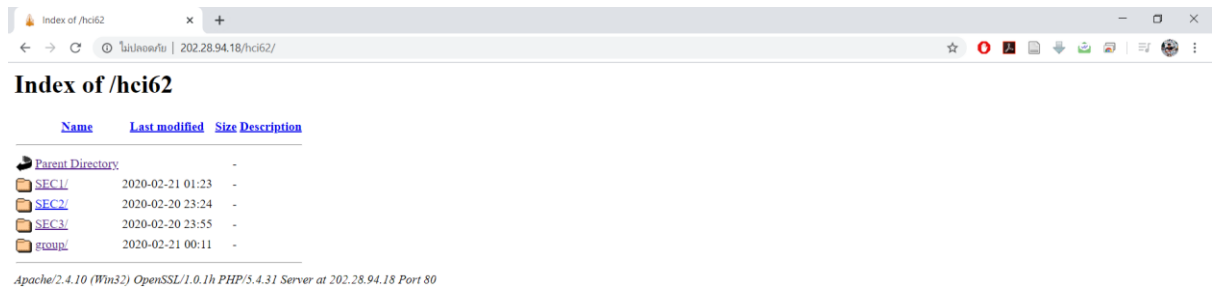 Index of /hci62
ไม่ปลอดภัย | 202.28.94.18/hci62/
Index of /hci62
Name Last modified Size Description
Parent Directory -
SEC1/ 2020-02-21 01:23 -
SEC2/ 2020-02-20 23:24 -
SEC3/ 2020-02-20 23:55 -
group/ 2020-02-21 00:11 -
Apache/2.4.10 (Win32) OpenSSL/1.0.1h PHP/5.4.31 Server at 202.28.94.18 Port 80